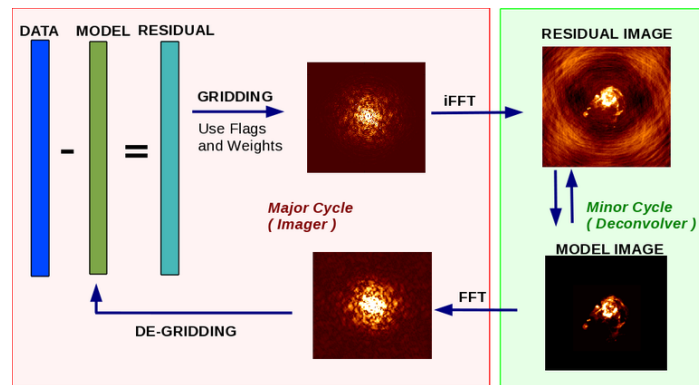 DATA MODEL RESIDUAL
-
=
GRIDDING
Use Flags
and Weights
iFFT
RESIDUAL IMAGE
Major Cycle
( Imager )
Minor Cycle
( Deconvolver )
MODEL IMAGE
FFT
DE-GRIDDING